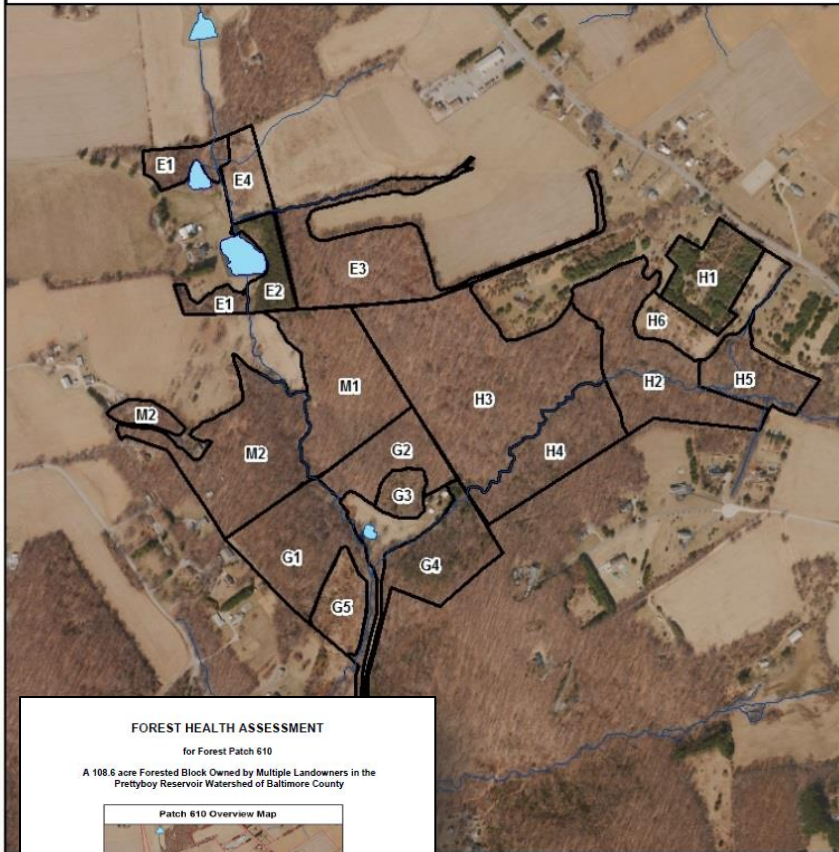 E1
E4
E3
E2
E1
H1
H6
H5
H2
M1
H3
M2
M2
G2
H4
G3
G1
G4
G5
FOREST HEALTH ASSESSMENT
for Forest Patch 610
A 108.6 acre Forested Block Owned by Multiple Landowners in the
Prettyboy Reservoir Watershed of Baltimore County
Patch 610 Overview Map